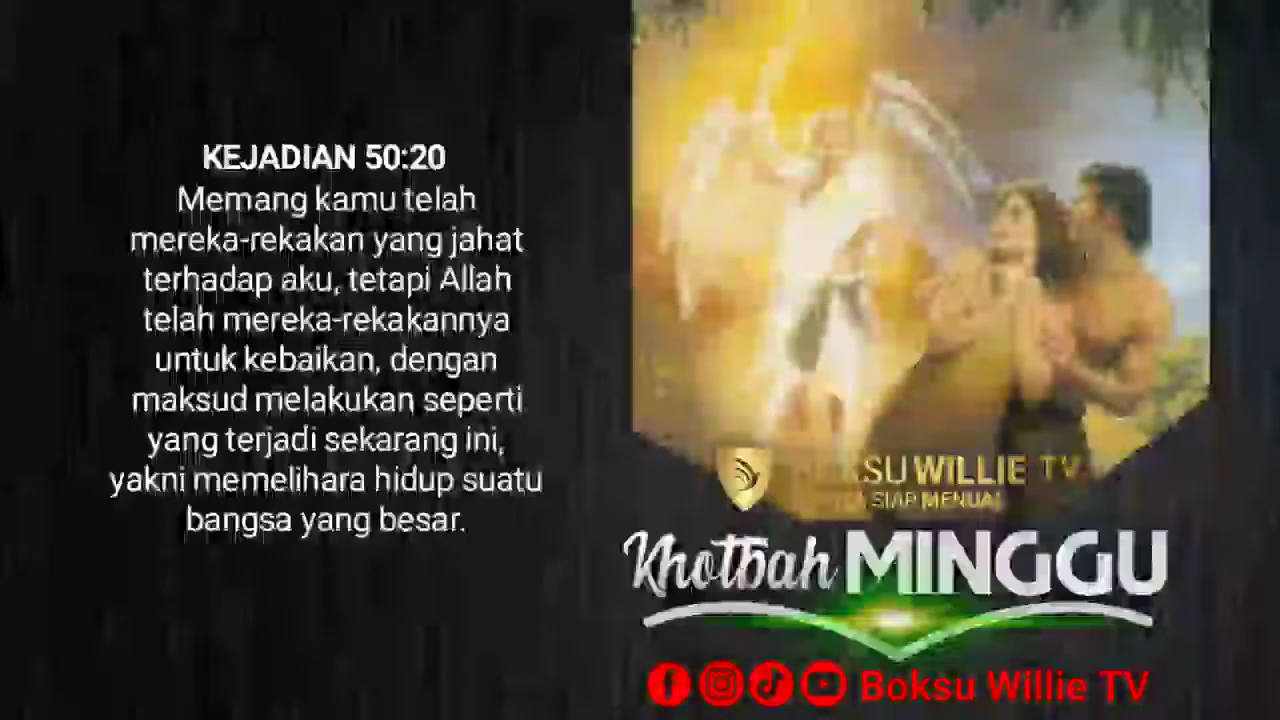 KEJADIAN 50:20
Memang kamu telah
mereka-rekakan yang jahat
terhadap aku, tetapi Allah
telah mereka-rekakannya
untuk kebaikan, dengan
maksud melakukan seperti
yang terjadi sekarang ini,
yakni memelihara hidup suatu
bangsa yang besar.
WILLIE TV
SIAP MENUAI
Khotbah MINGGU
Boksu Willie TV